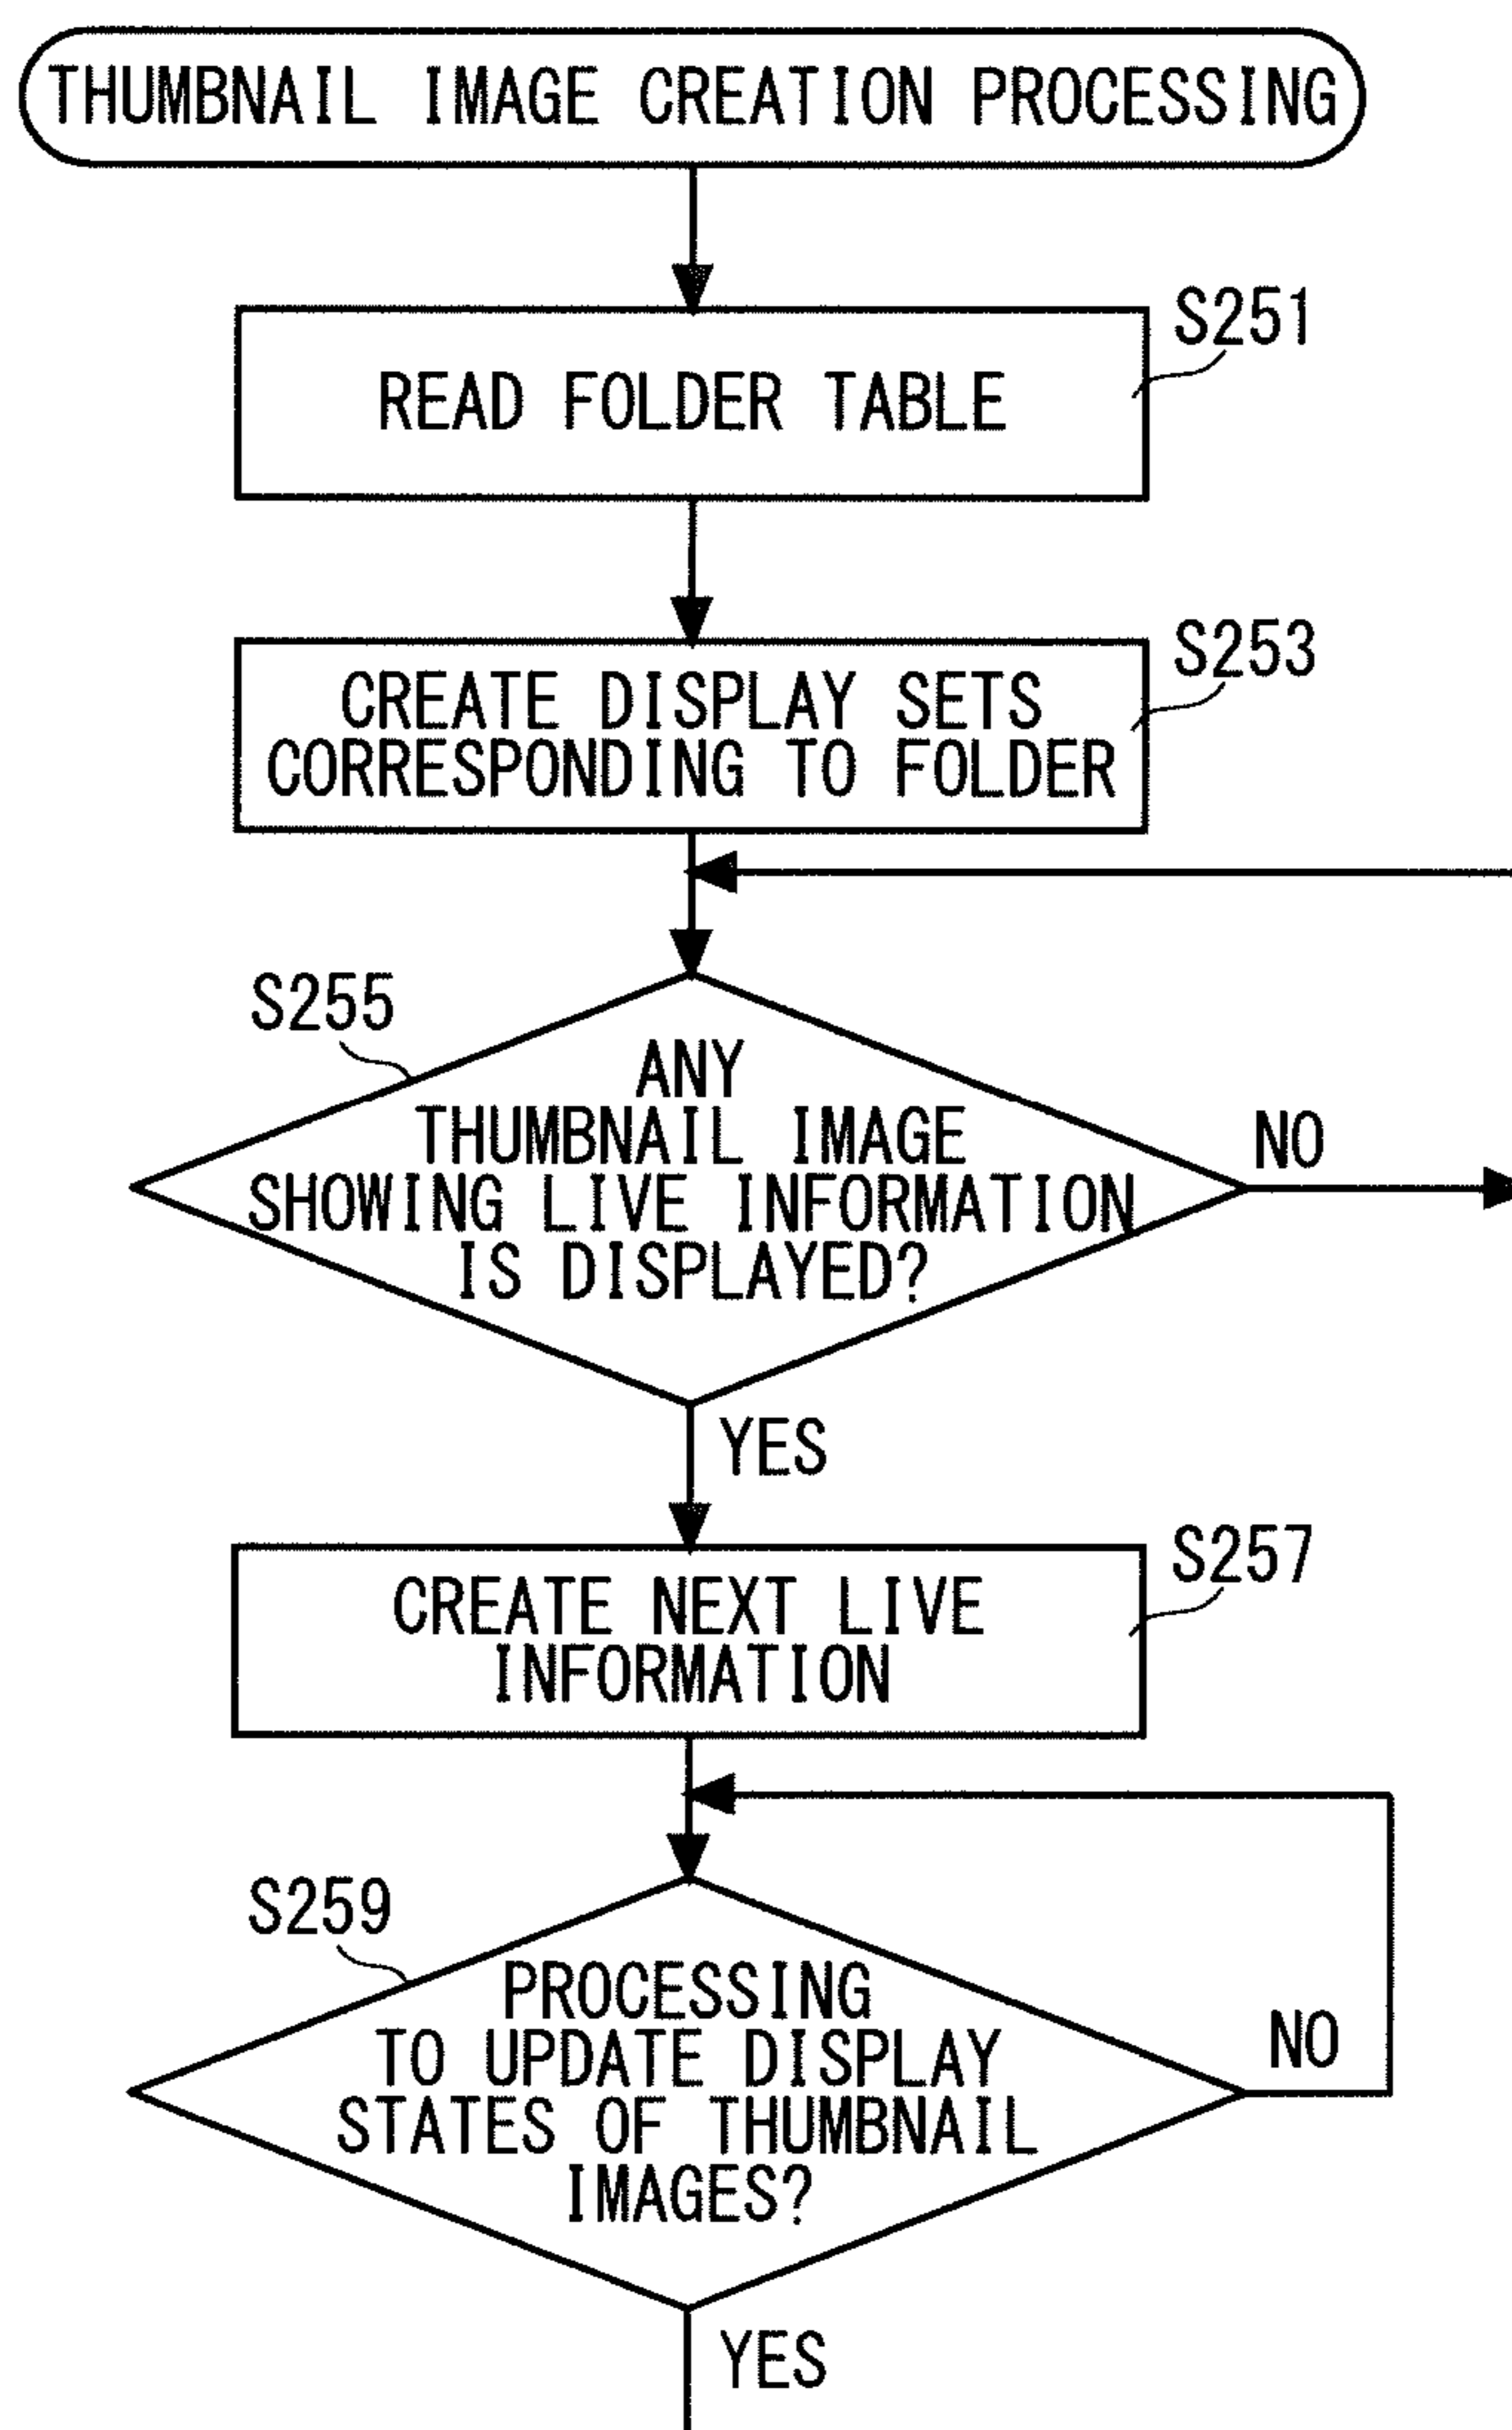 THUMBNAIL IMAGE CREATION PROCESSING
S251
READ FOLDER TABLE
S253
CREATE DISPLAY SETS
CORRESPONDING TO FOLDER
S255
ANY
THUMBNAIL IMAGE
SHOWING LIVE INFORMATION
IS DISPLAYED?
NO
YES
S257
CREATE NEXT LIVE
INFORMATION
S259
PROCESSING
TO UPDATE DISPLAY
STATES OF THUMBNAIL
IMAGES?
NO
YES